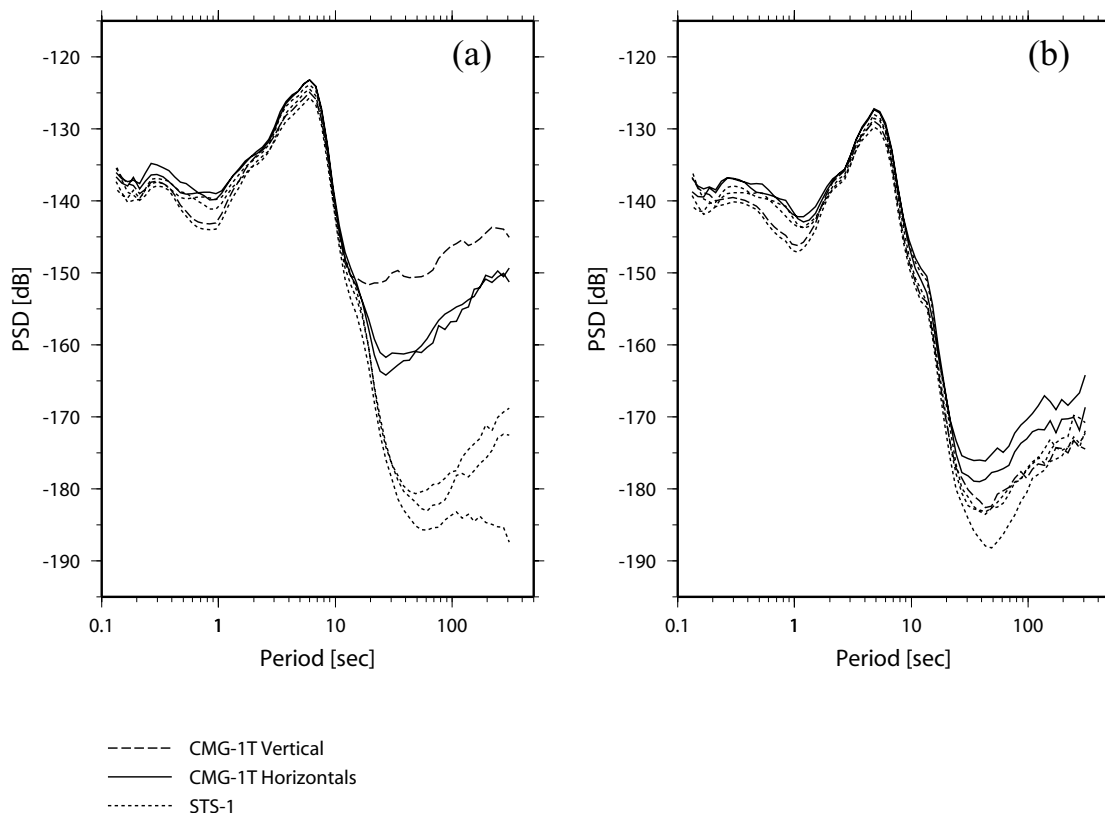 (a)
-120
-130
-140
-150
-160
-170
-180
-190
PSD [dB]
0.1
1
10
100
Period [sec]
(b)
-120
-130
-140
-150
-160
-170
-180
-190
PSD [dB]
0.1
1
10
100
Period [sec]
CMG-1T Vertical
CMG-1T Horizontals
STS-1